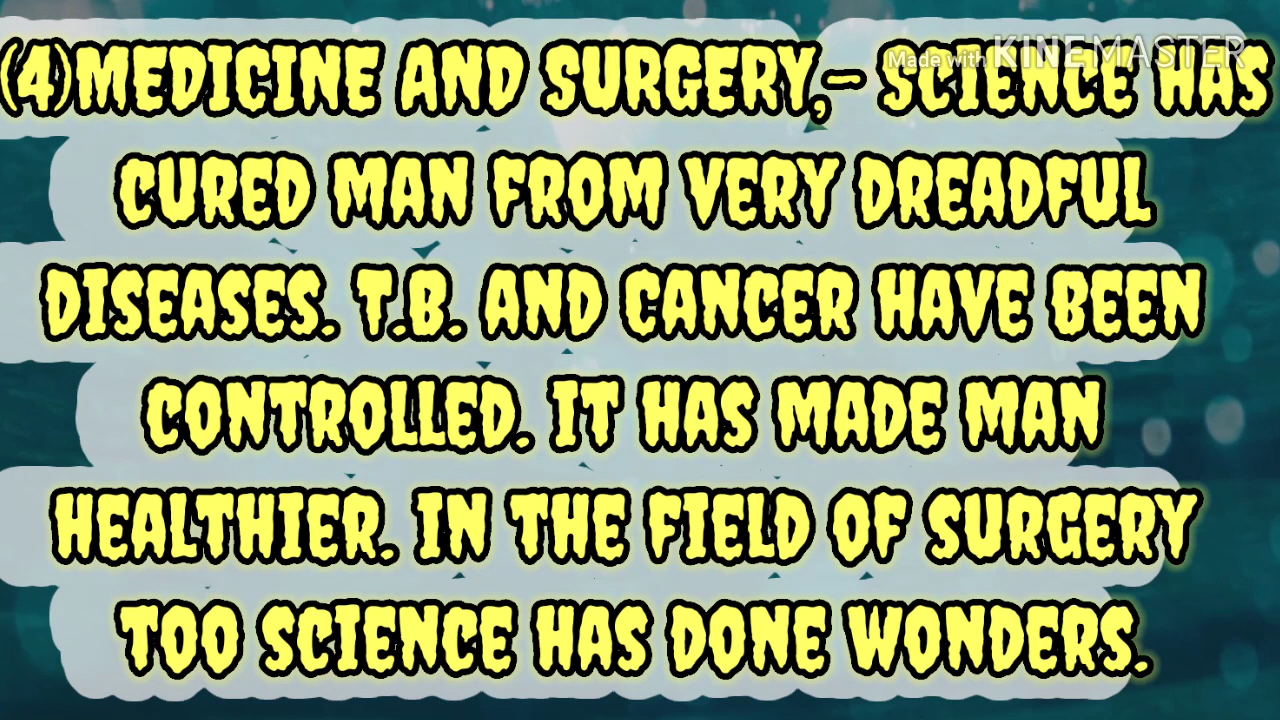 (4)MEDICINE AND SURGERY,- SCIENCE HAS
Made with KINEMASTER
CURED MAN FROM VERY DREADFUL
DISEASES. T.B. AND CANCER HAVE BEEN
CONTROLLED. IT HAS MADE MAN
HEALTHIER. IN THE FIELD OF SURGERY
TOO SCIENCE HAS DONE WONDERS.